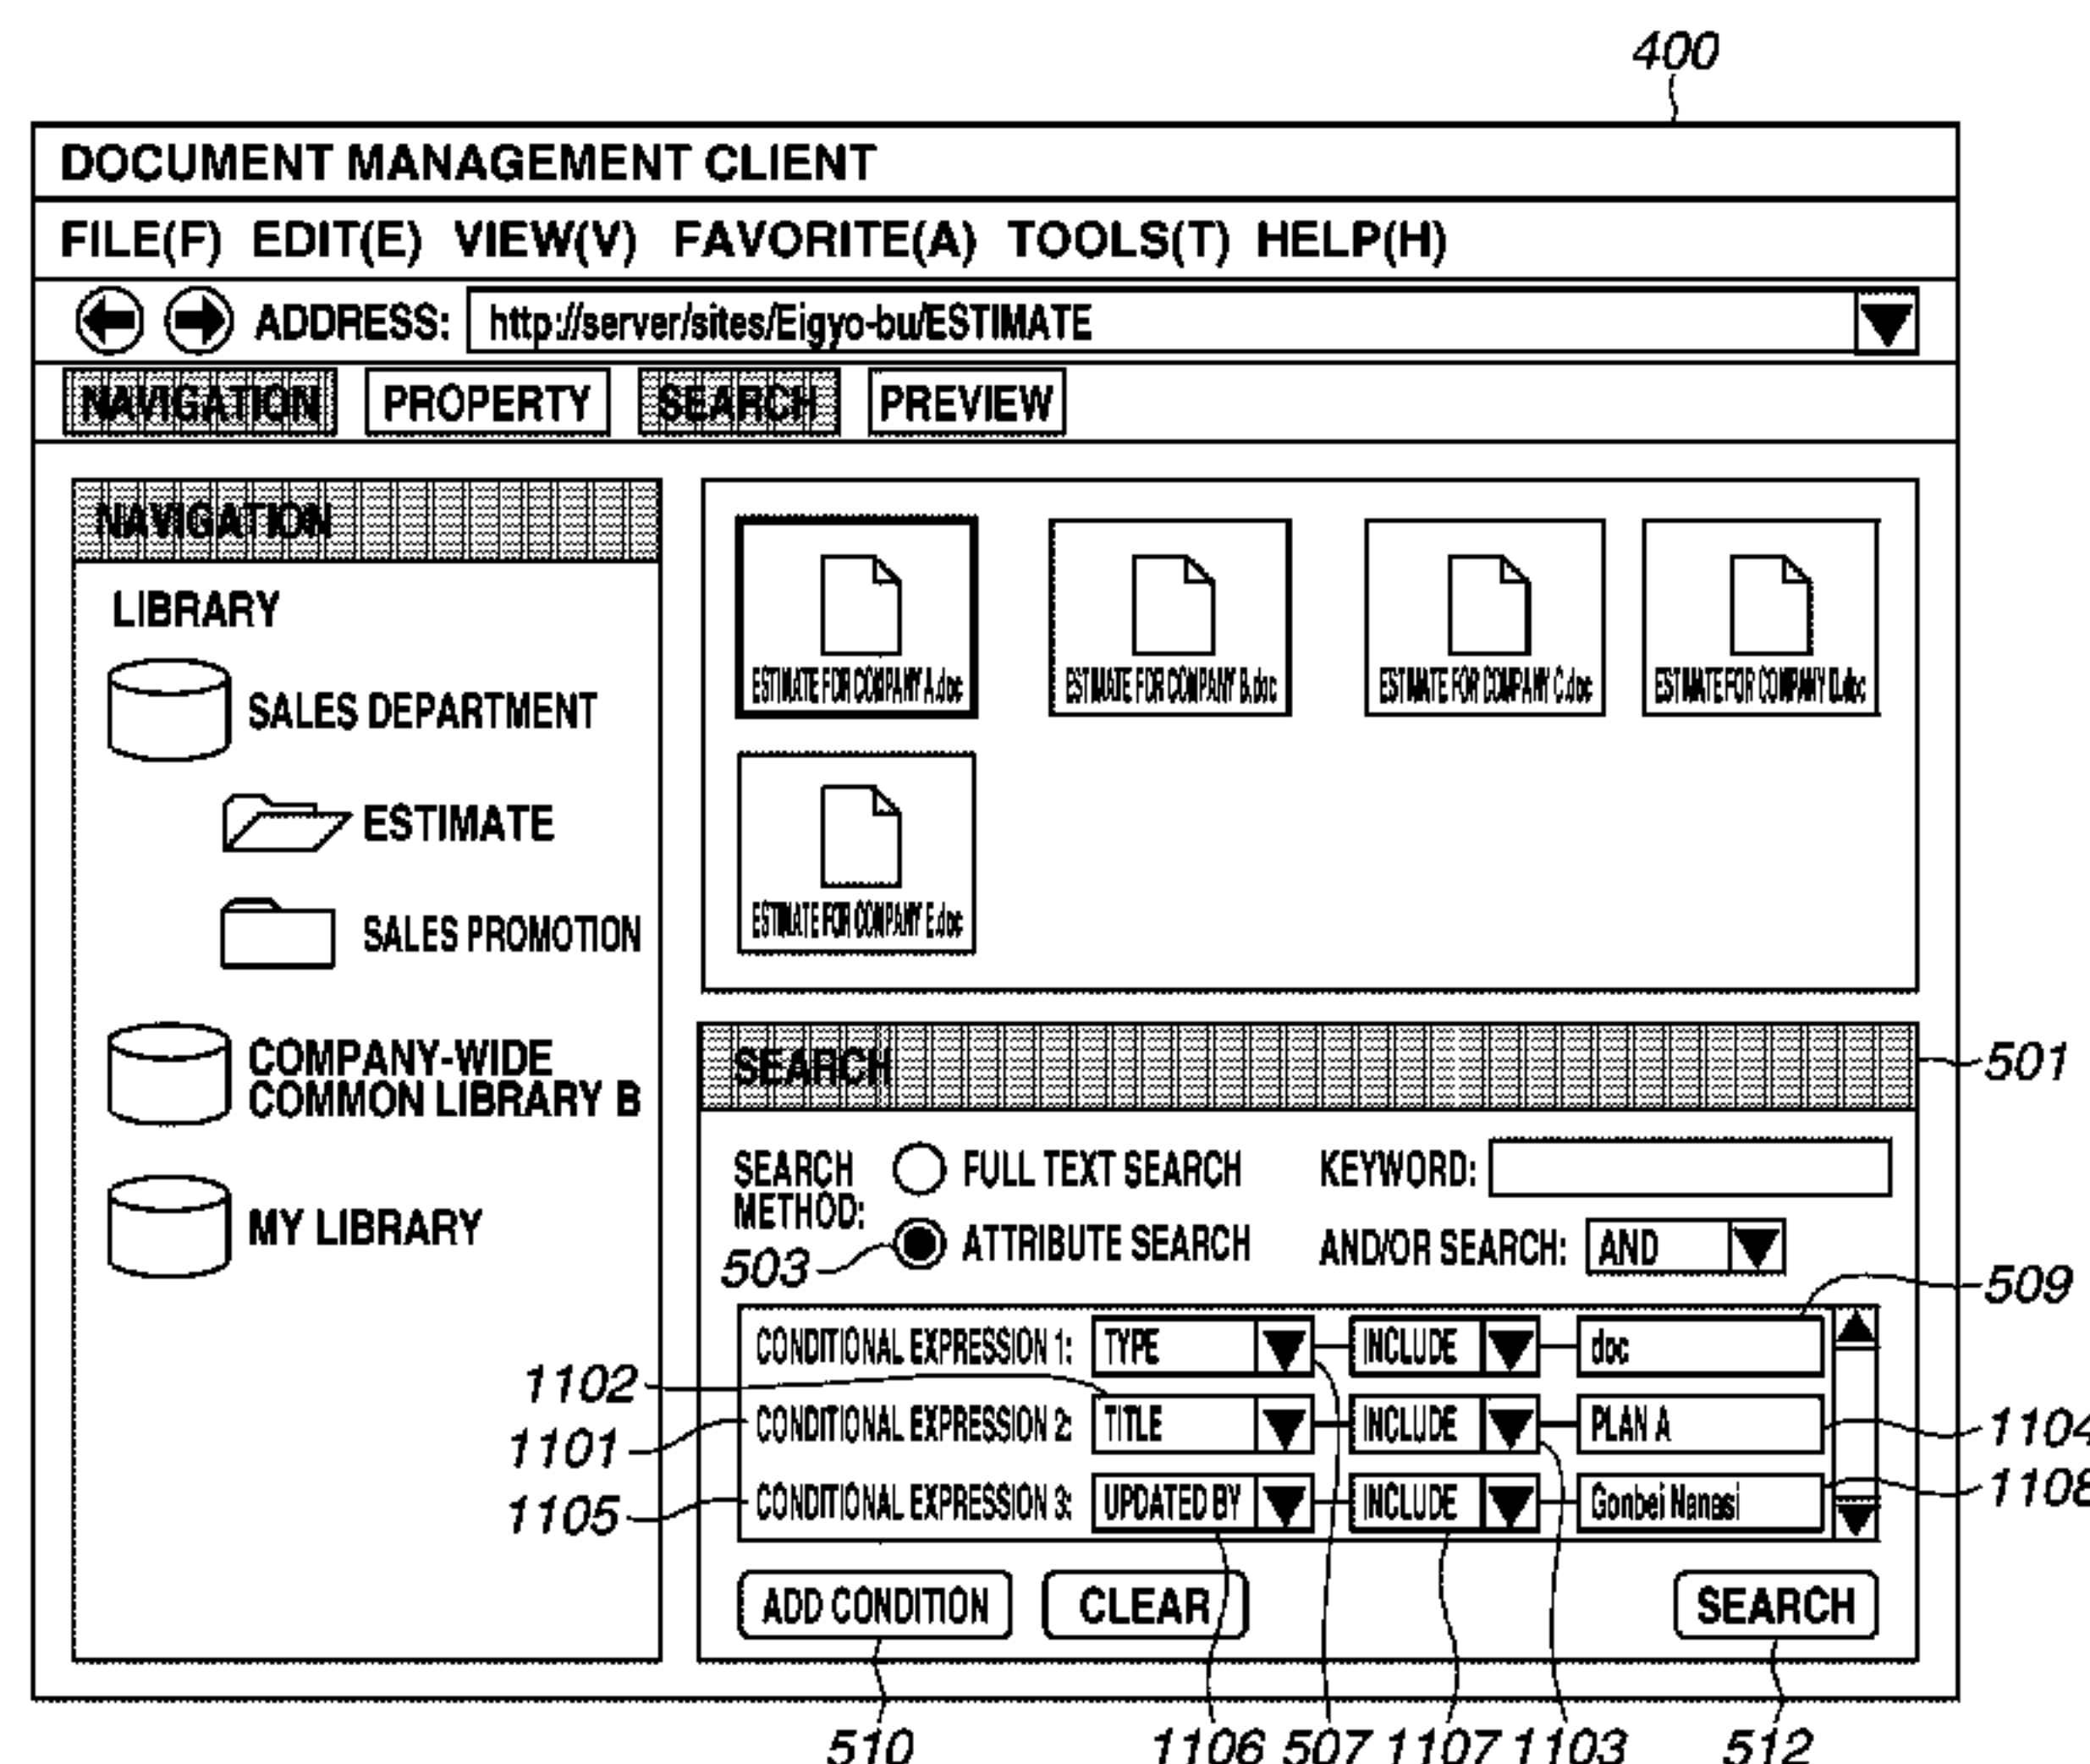 400
DOCUMENT MANAGEMENT CLIENT
FILE(F) EDIT(E) VIEW(V) FAVORITE(A) TOOLS(T) HELP(H)
ADDRESS: http://server/sites/Eigyo-bu/ESTIMATE
NAVIGATION PROPERTY SEARCH PREVIEW
NAVIGATION
LIBRARY
SALES DEPARTMENT
ESTIMATE
SALES PROMOTION
COMPANY-WIDE
COMMON LIBRARY B
MY LIBRARY
ESTIMATE FOR COMPANY A.doc ESTIMATE FOR COMPANY B.doc ESTIMATE FOR COMPANY C.doc ESTIMATE FOR COMPANY D.doc
ESTIMATE FOR COMPANY E.doc
SEARCH 501
SEARCH METHOD: FULL TEXT SEARCH KEYWORD:
503 ATTRIBUTE SEARCH AND/OR SEARCH: AND
509
CONDITIONAL EXPRESSION 1: TYPE INCLUDE doc
1102
1101 CONDITIONAL EXPRESSION 2: TITLE INCLUDE PLAN A 1104
1105 CONDITIONAL EXPRESSION 3: UPDATED BY INCLUDE Gonbei Nanasi 1108
ADD CONDITION CLEAR SEARCH
510 1106 507 1107 1103 512